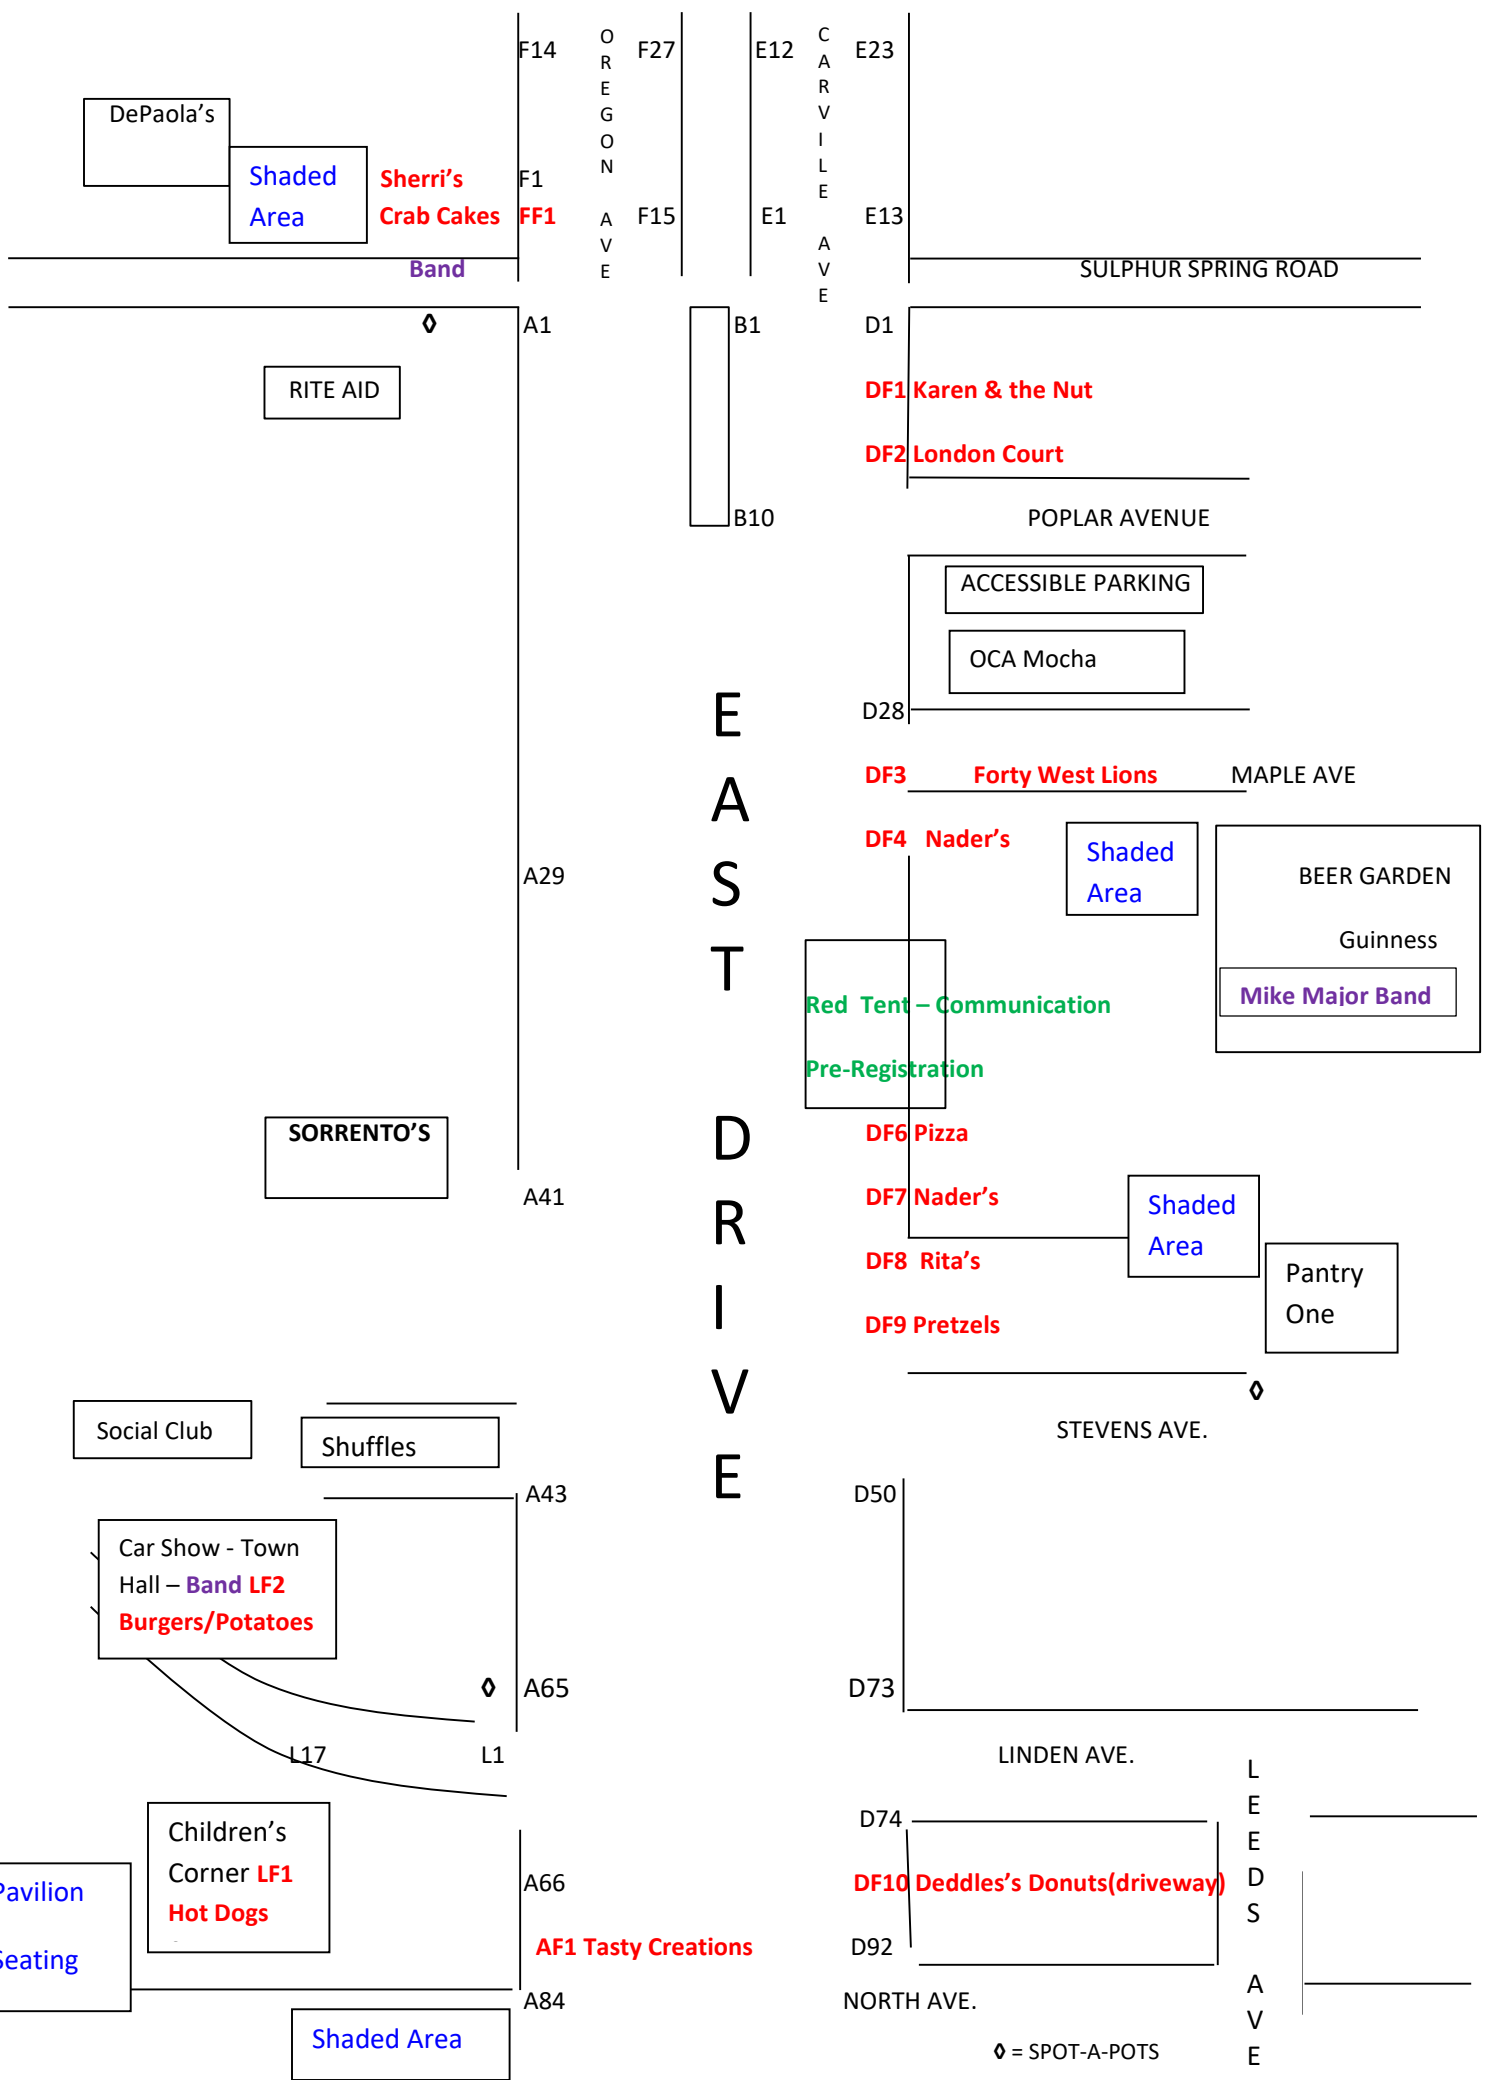 F14
OREGON AVE
F27
E12
CARVILE AVE
E23
DePaola’s
Shaded
Area
Sherri’s
Crab Cakes
F1
FF1
F15
E1
E13
Band
SULPHUR SPRING ROAD
◊
A1
B1
D1
RITE AID
DF1 Karen & the Nut
DF2 London Court
B10
POPLAR AVENUE
ACCESSIBLE PARKING
OCA Mocha
EAST DRIVE
D28
DF3 Forty West Lions
MAPLE AVE
DF4 Nader’s
Shaded
Area
A29
BEER GARDEN
Guinness
Mike Major Band
Red Tent – Communication
Pre-Registration
SORRENTO’S
DF6 Pizza
A41
DF7 Nader’s
Shaded
Area
DF8 Rita’s
Pantry
One
DF9 Pretzels
◊
Social Club
Shuffles
STEVENS AVE.
A43
D50
Car Show - Town
Hall – Band LF2
Burgers/Potatoes
◊
A65
D73
L17
L1
LINDEN AVE.
LEEDS AVE
Children’s
Corner LF1
Hot Dogs
D74
Pavilion
Seating
A66
DF10 Deddles’s Donuts(driveway)
AF1 Tasty Creations
D92
A84
NORTH AVE.
Shaded Area
◊ = SPOT-A-POTS